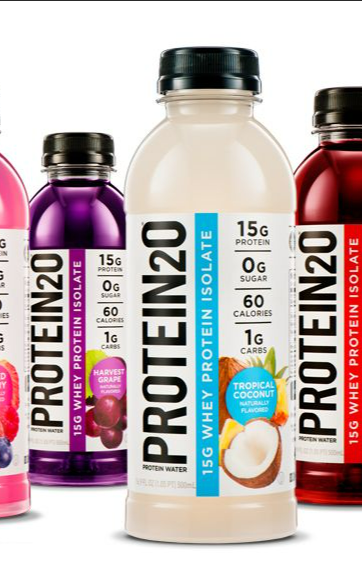 PROTEIN2O
15G WHEY PROTEIN ISOLATE
15G
PROTEIN
0G
SUGAR
60
CALORIES
1G
CARBS
HARVEST
GRAPE
NATURALLY
FLAVORED
PROTEIN WATER
PROTEIN2O
15G WHEY PROTEIN ISOLATE
15G
PROTEIN
0G
SUGAR
60
CALORIES
1G
CARBS
TROPICAL
COCONUT
NATURALLY
FLAVORED
PROTEIN WATER
PROTEIN2O
15G WHEY PROTEIN ISOLATE
PROTEIN WATER